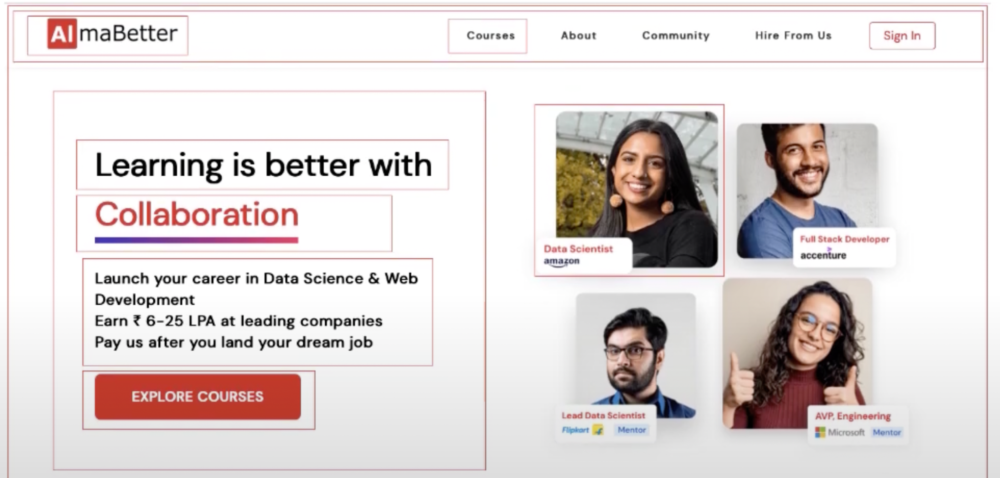 AlmaBetter
Courses About Community Hire From Us Sign In
Learning is better with
Collaboration
Launch your career in Data Science & Web
Development
Earn ₹ 6-25 LPA at leading companies
Pay us after you land your dream job
EXPLORE COURSES
Data Scientist
amazon
Full Stack Developer
accenture
Lead Data Scientist
Flipkart Mentor
AVP, Engineering
Microsoft Mentor